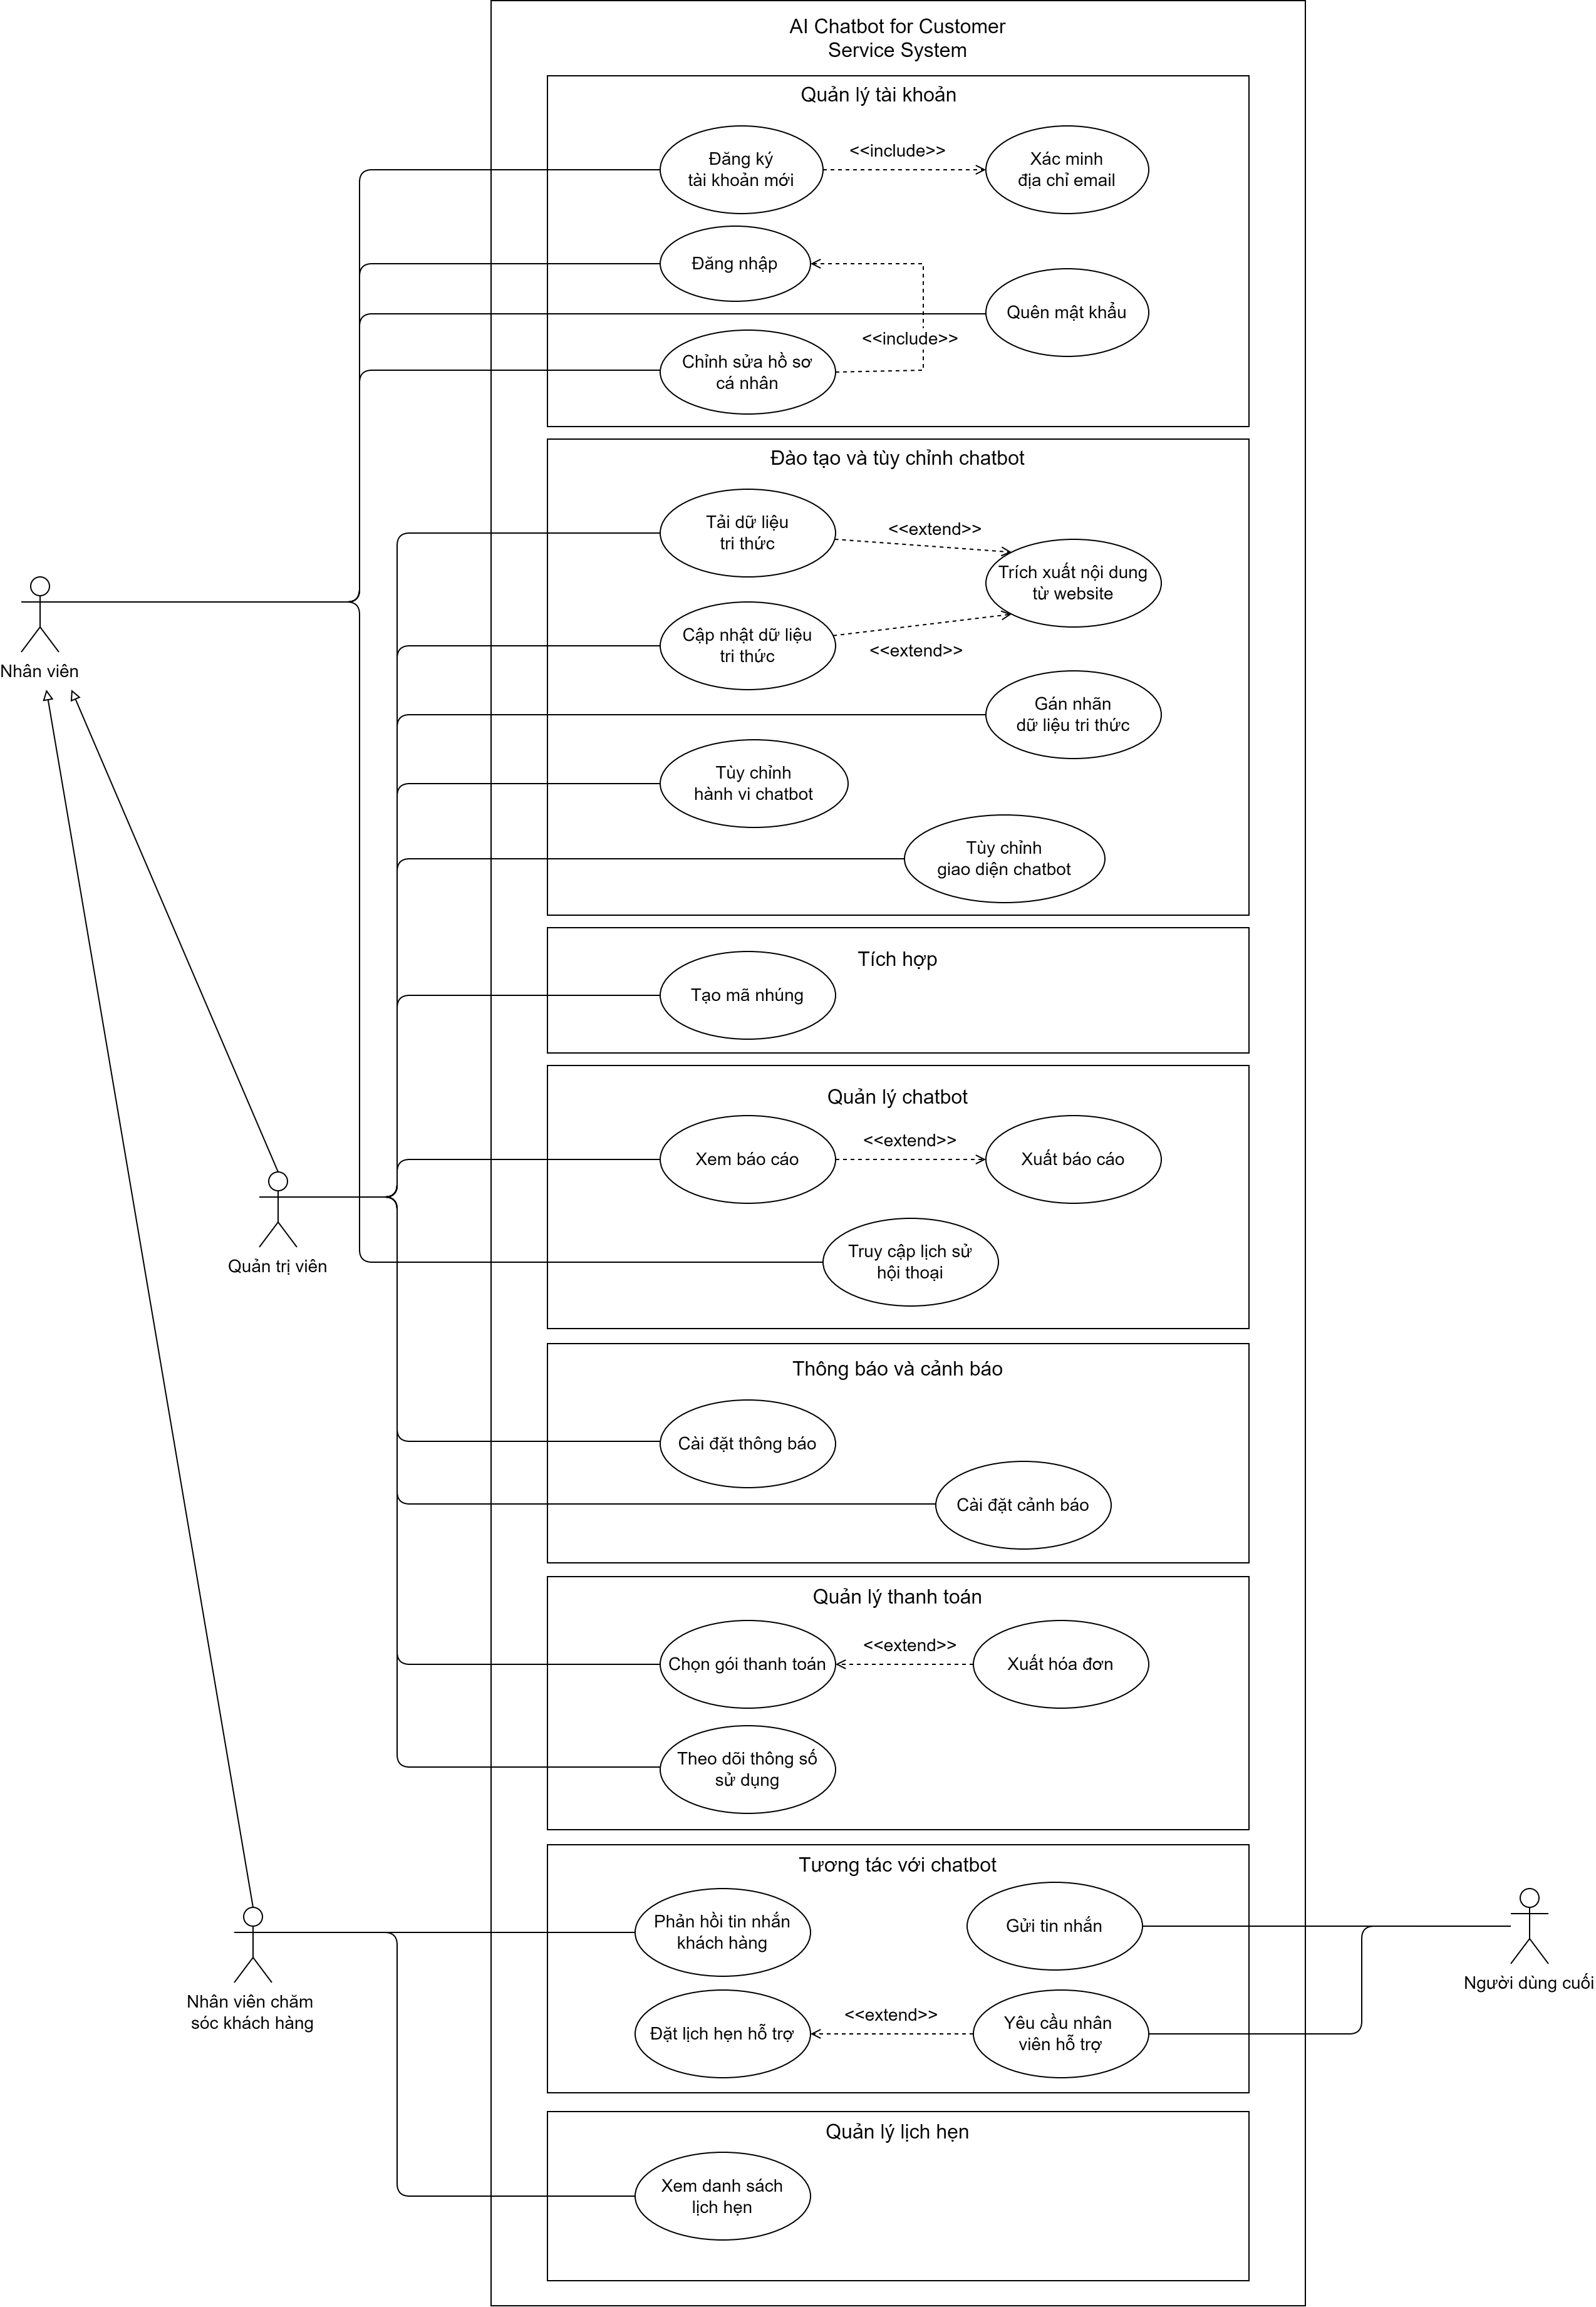 AI Chatbot for Customer
Service System
Quản lý tài khoản
Đăng ký
tài khoản mới
<<include>>
Xác minh
địa chỉ email
Đăng nhập
Quên mật khẩu
<<include>>
Chỉnh sửa hồ sơ
cá nhân
Đào tạo và tùy chỉnh chatbot
Tải dữ liệu
tri thức
<<extend>>
Trích xuất nội dung
từ website
Cập nhật dữ liệu
tri thức
<<extend>>
Nhân viên
Gán nhãn
dữ liệu tri thức
Tùy chỉnh
hành vi chatbot
Tùy chỉnh
giao diện chatbot
Tích hợp
Tạo mã nhúng
Quản lý chatbot
Xem báo cáo
<<extend>>
Xuất báo cáo
Truy cập lịch sử
hội thoại
Quản trị viên
Thông báo và cảnh báo
Cài đặt thông báo
Cài đặt cảnh báo
Quản lý thanh toán
Chọn gói thanh toán
<<extend>>
Xuất hóa đơn
Theo dõi thông số
sử dụng
Tương tác với chatbot
Phản hồi tin nhắn
khách hàng
Gửi tin nhắn
Người dùng cuối
Nhân viên chăm
sóc khách hàng
Đặt lịch hẹn hỗ trợ
<<extend>>
Yêu cầu nhân
viên hỗ trợ
Quản lý lịch hẹn
Xem danh sách
lịch hẹn